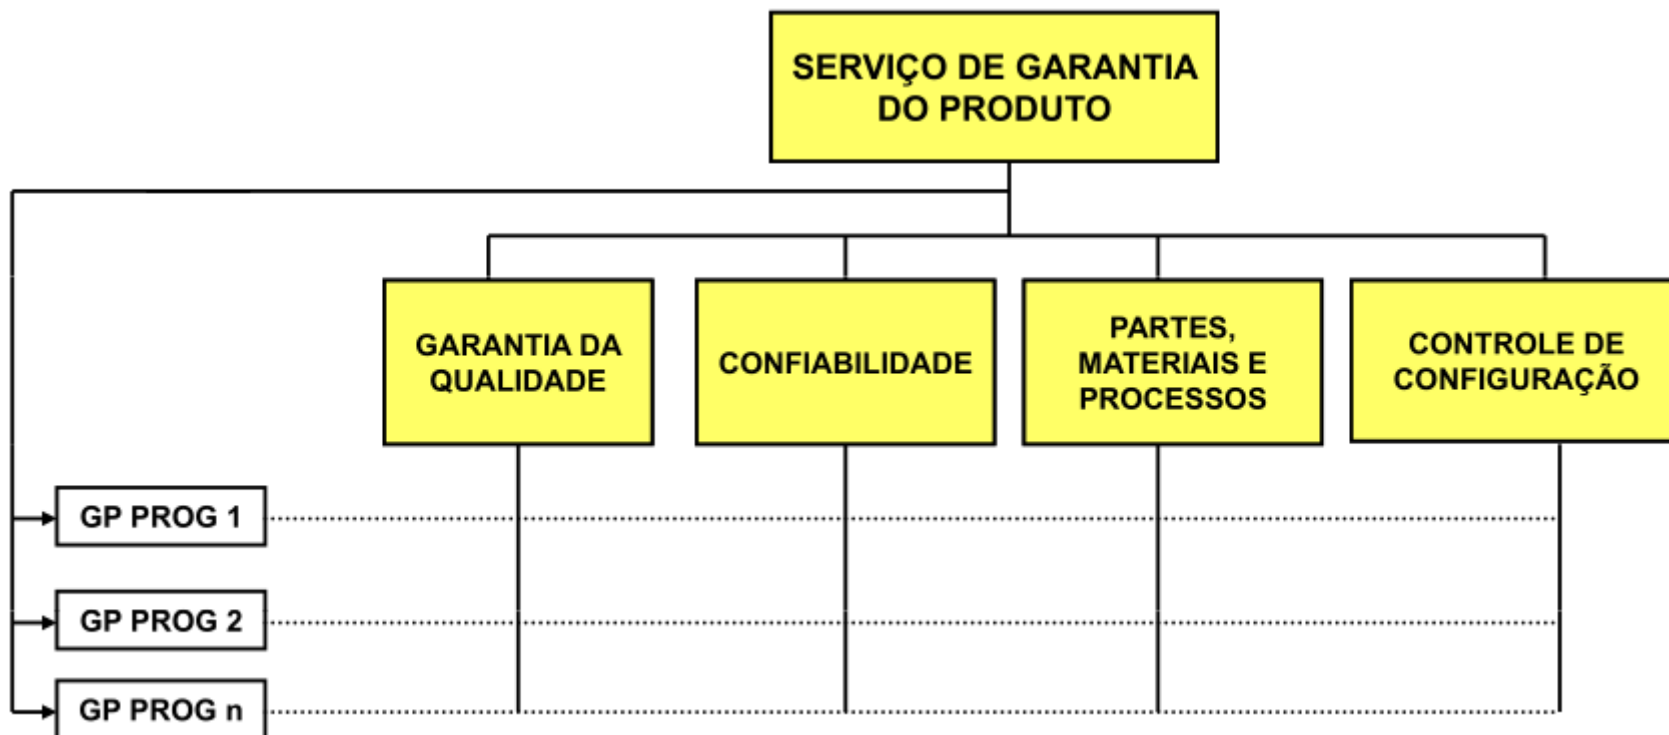 SERVIÇO DE GARANTIA
DO PRODUTO
GARANTIA DA
QUALIDADE
CONFIABILIDADE
PARTES,
MATERIAIS E
PROCESSOS
CONTROLE DE
CONFIGURAÇÃO
GP PROG 1
GP PROG 2
GP PROG n